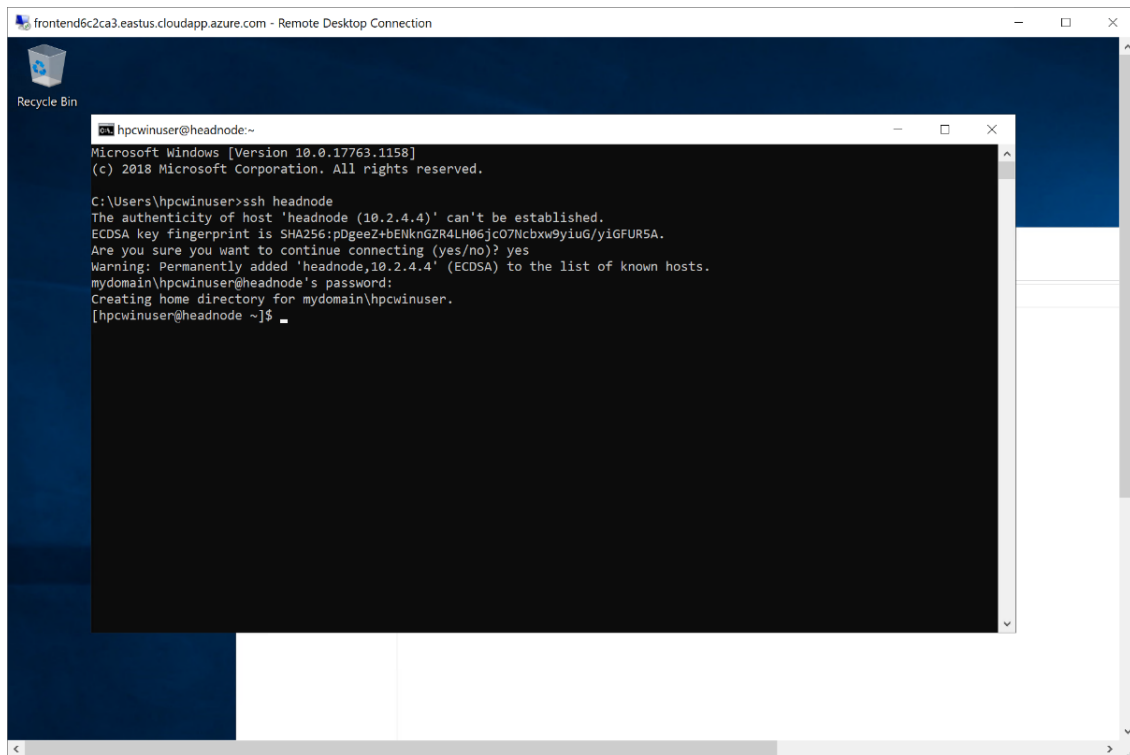 frontend6c2ca3.eastus.cloudapp.azure.com - Remote Desktop Connection
Recycle Bin
hpcwinuser@headnode:~
Microsoft Windows [Version 10.0.17763.1158]
(c) 2018 Microsoft Corporation. All rights reserved.
C:\Users\hpcwinuser>ssh headnode
The authenticity of host 'headnode (10.2.4.4)' can't be established.
ECDSA key fingerprint is SHA256:pDgeeZ+bENknGZR4LH06jcO7Ncbxw9yiuG/yiGFUR5A.
Are you sure you want to continue connecting (yes/no)? yes
Warning: Permanently added 'headnode,10.2.4.4' (ECDSA) to the list of known hosts.
mydomain\hpcwinuser@headnode's password:
Creating home directory for mydomain\hpcwinuser.
[hpcwinuser@headnode ~]$